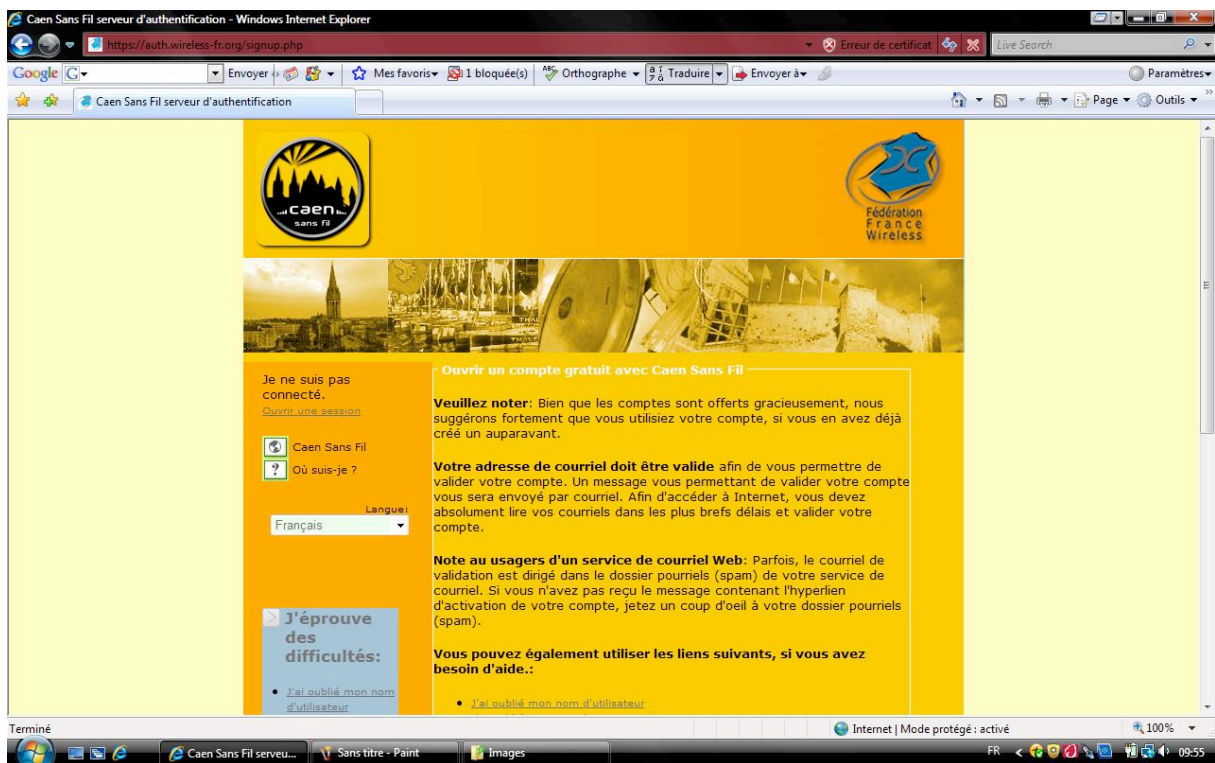 Caen Sans Fil serveur d'authentification - Windows Internet Explorer
https://auth.wireless-fr.org/signup.php
Erreur de certificat
Live Search
Google
G
Envoyer
Mes favoris
1 bloquée(s)
ABC
Orthographe
Traduire
Envoyer à
Paramètres
Caen Sans Fil serveur d'authentification
Page
Outils
...caen...
sans fil
Fédération
France
Wireless
Je ne suis pas
connecté.
Ouvrir une session
Caen Sans Fil
? Où suis-je ?
Langue:
Français
J'éprouve
des
difficultés:
J'ai oublié mon nom
d'utilisateur
Ouvrir un compte gratuit avec Caen Sans Fil
Veuillez noter: Bien que les comptes sont offerts gracieusement, nous
suggérons fortement que vous utilisiez votre compte, si vous en avez déjà
créé un auparavant.
Votre adresse de courriel doit être valide afin de vous permettre de
valider votre compte. Un message vous permettant de valider votre compte
vous sera envoyé par courriel. Afin d'accéder à Internet, vous devez
absolument lire vos courriels dans les plus brefs délais et valider votre
compte.
Note au usagers d'un service de courriel Web: Parfois, le courriel de
validation est dirigé dans le dossier pourriels (spam) de votre service de
courriel. Si vous n'avez pas reçu le message contenant l'hyperlien
d'activation de votre compte, jetez un coup d'oeil à votre dossier pourriels
(spam).
Vous pouvez également utiliser les liens suivants, si vous avez
besoin d'aide.:
J'ai oublié mon nom d'utilisateur
Terminé
Internet | Mode protégé : activé
100%
Caen Sans Fil serveu...
Sans titre - Paint
Images
FR
09:55